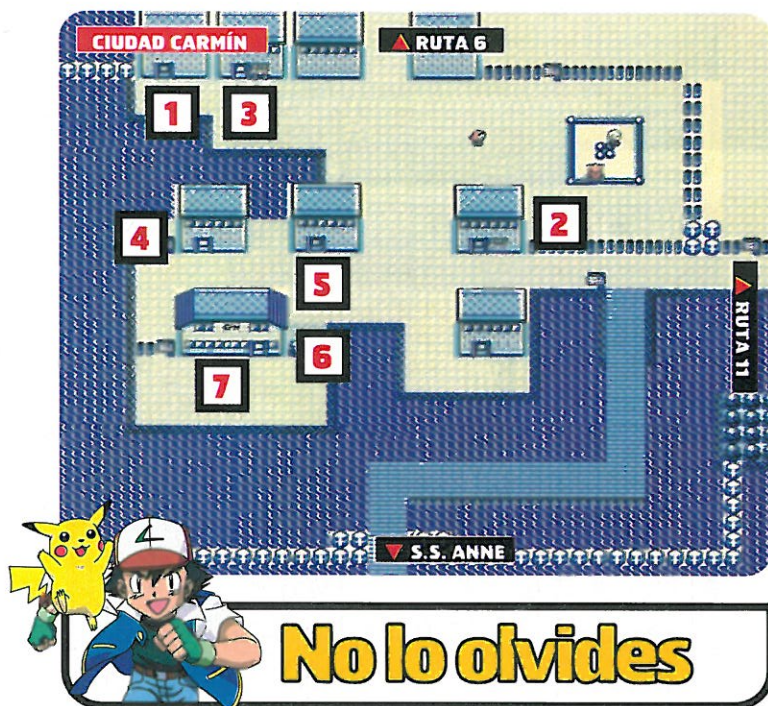 CIUDAD CARMÍN
▲ RUTA 6
1
3
4
2
5
▲ RUTA 11
6
7
▼ S.S. ANNE
No lo olvides